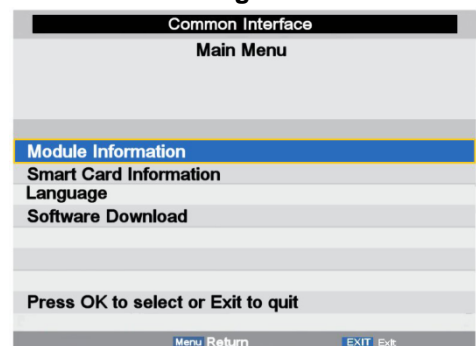 Common Interface
Main Menu
Module Information
Smart Card Information
Language
Software Download
Press OK to select or Exit to quit
Menu Return EXIT Exit